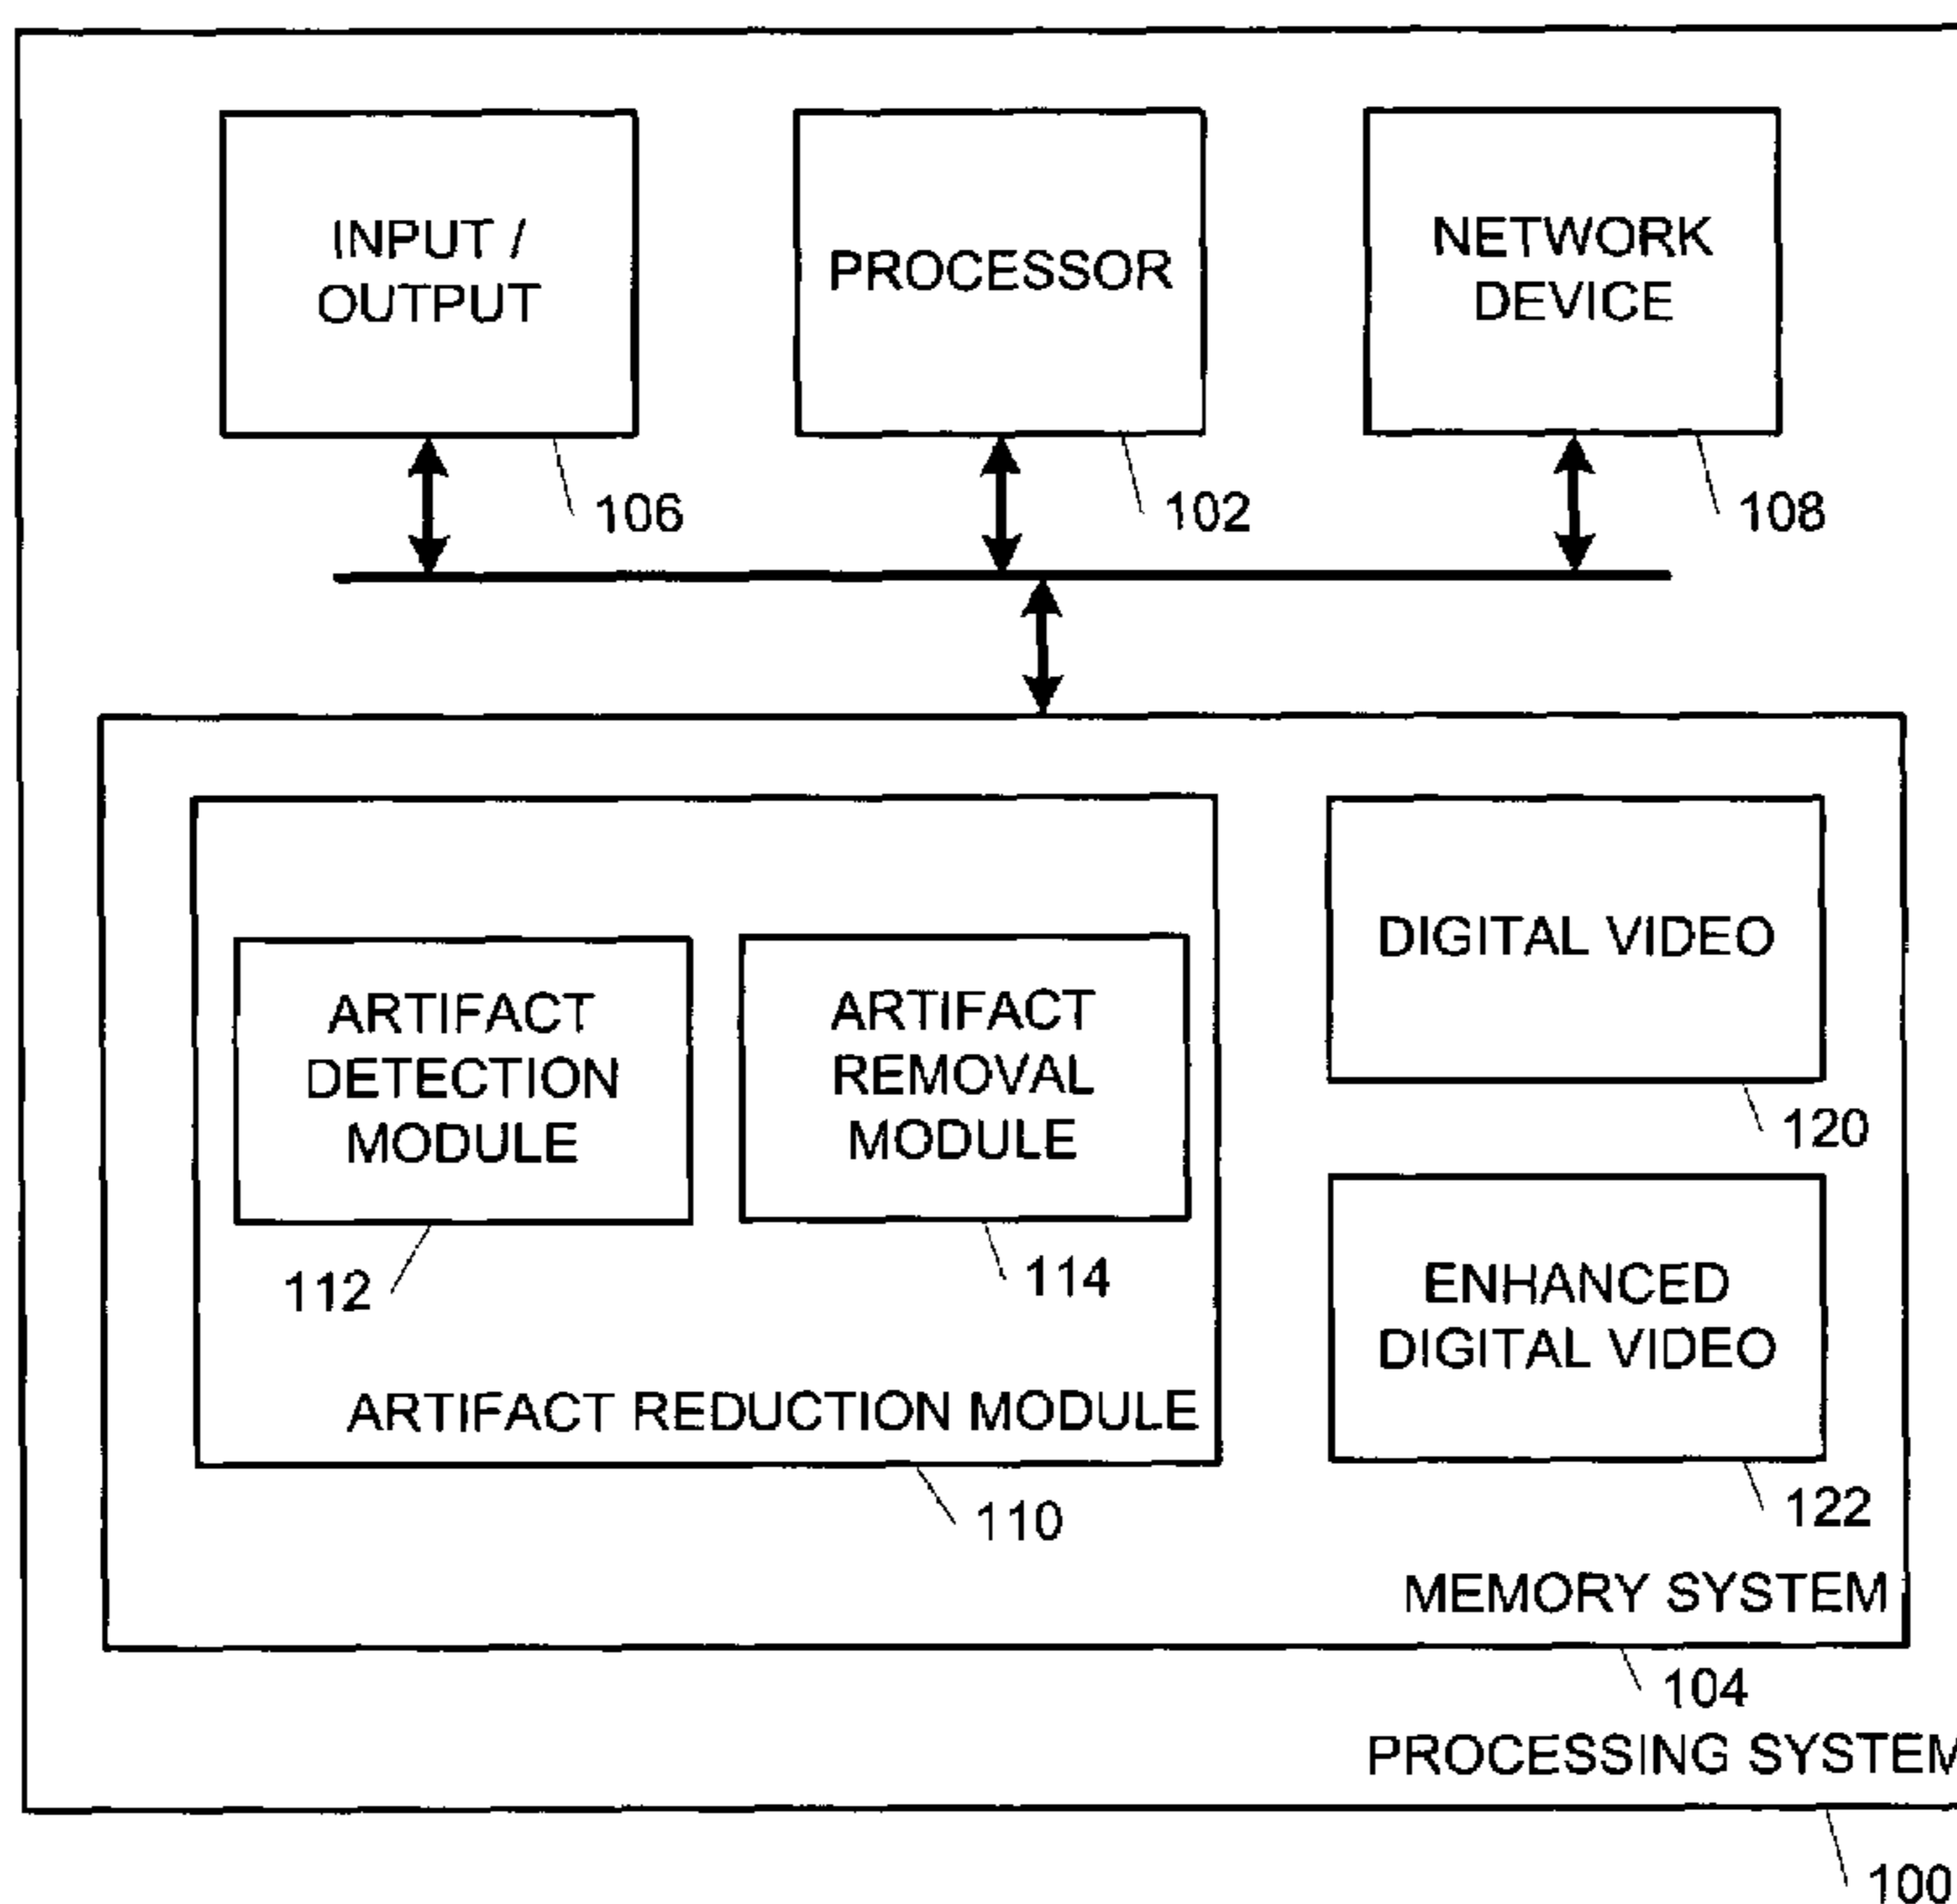 INPUT /
OUTPUT
PROCESSOR
NETWORK
DEVICE
106
102
108
ARTIFACT
DETECTION
MODULE
ARTIFACT
REMOVAL
MODULE
DIGITAL VIDEO
120
112
114
ENHANCED
DIGITAL VIDEO
ARTIFACT REDUCTION MODULE
110
122
MEMORY SYSTEM
104
PROCESSING SYSTEM
100